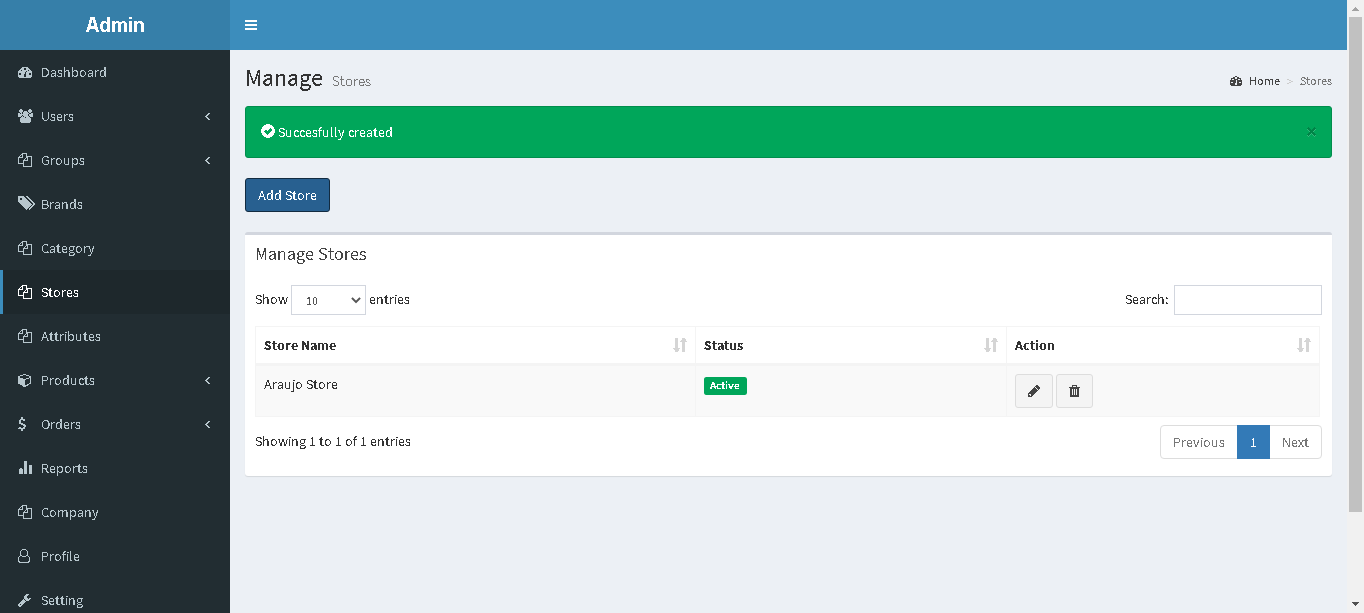 Admin
Dashboard
Users
Groups
Brands
Category
Stores
Attributes
Products
Orders
Reports
Company
Profile
Setting
Manage Stores
Home > Stores
Succesfully created ×
Add Store
Manage Stores
Show 10 entries
Search:
Store Name Status Action
Araujo Store Active
Showing 1 to 1 of 1 entries
Previous 1 Next